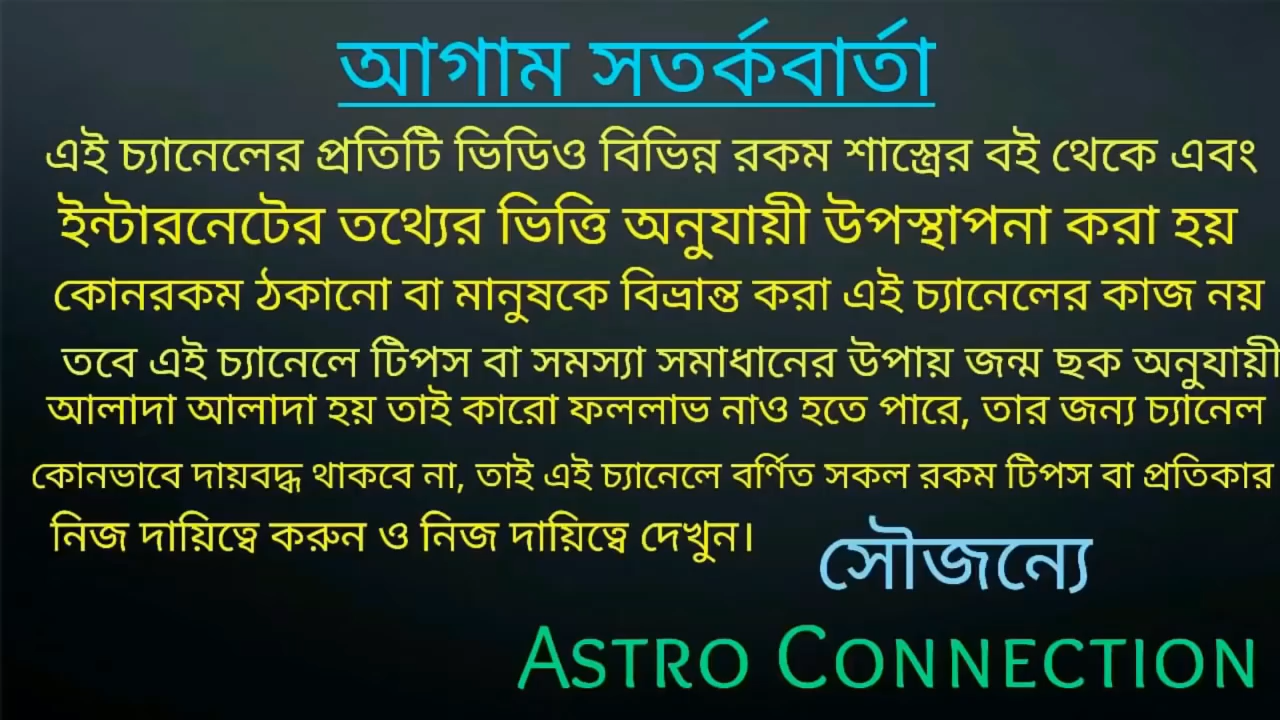 আগাম সতর্কবার্তা
এই চ্যানেলের প্রতিটি ভিডিও বিভিন্ন রকম শাস্ত্রের বই থেকে এবং
ইন্টারনেটের তথ্যের ভিত্তি অনুযায়ী উপস্থাপনা করা হয়
কোনরকম ঠকানো বা মানুষকে বিভ্রান্ত করা এই চ্যানেলের কাজ নয়
তবে এই চ্যানেলে টিপস বা সমস্যা সমাধানের উপায় জন্ম ছক অনুযায়ী
আলাদা আলাদা হয় তাই কারো ফললাভ নাও হতে পারে, তার জন্য চ্যানেল
কোনভাবে দায়বদ্ধ থাকবে না, তাই এই চ্যানেলে বর্ণিত সকল রকম টিপস বা প্রতিকার
নিজ দায়িত্বে করুন ও নিজ দায়িত্বে দেখুন।
সৌজন্যে
ASTRO CONNECTION